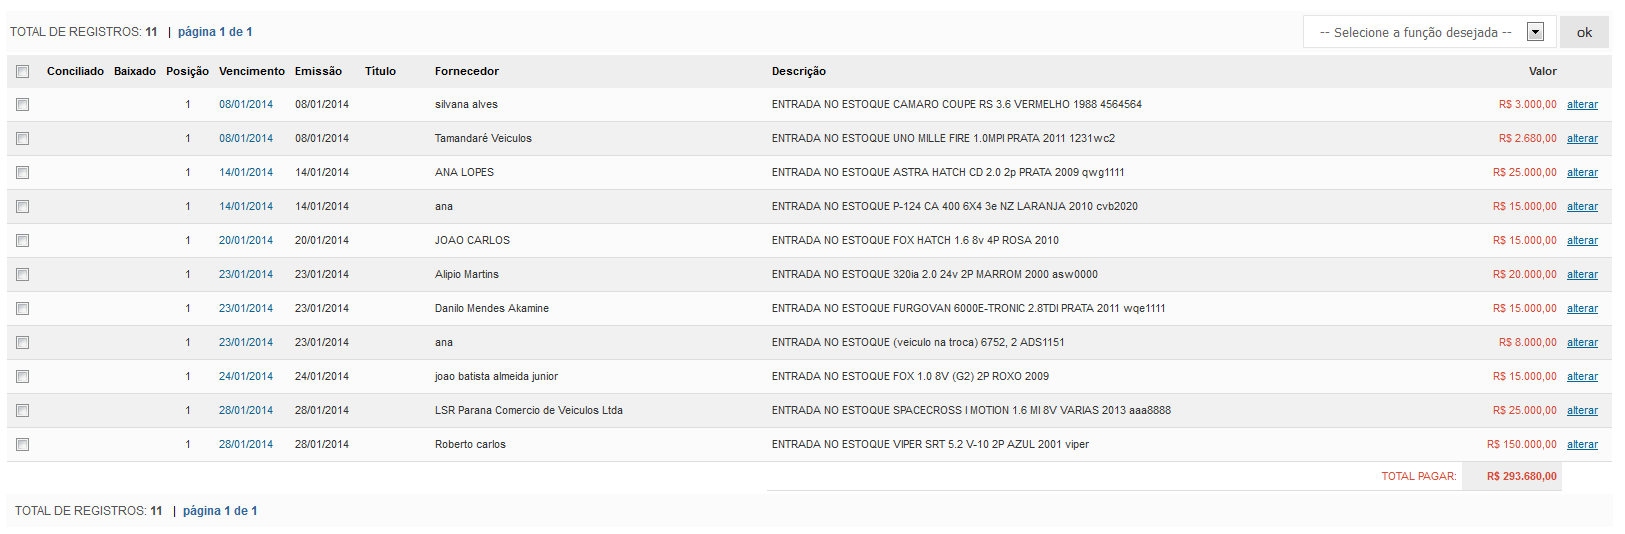 TOTAL DE REGISTROS: 11 | página 1 de 1 -- Selecione a função desejada -- ok
Conciliado Baixado Posição Vencimento Emissão Título Fornecedor Descrição Valor
1 08/01/2014 08/01/2014 silvana alves ENTRADA NO ESTOQUE CAMARO COUPE RS 3.6 VERMELHO 1988 4564564 R$ 3.000,00 alterar
1 08/01/2014 08/01/2014 Tamandaré Veiculos ENTRADA NO ESTOQUE UNO MILLE FIRE 1.0MPI PRATA 2011 1231wc2 R$ 2.680,00 alterar
1 14/01/2014 14/01/2014 ANA LOPES ENTRADA NO ESTOQUE ASTRA HATCH CD 2.0 2p PRATA 2009 qwg1111 R$ 25.000,00 alterar
1 14/01/2014 14/01/2014 ana ENTRADA NO ESTOQUE P-124 CA 400 6X4 3e NZ LARANJA 2010 cvb2020 R$ 15.000,00 alterar
1 20/01/2014 20/01/2014 JOAO CARLOS ENTRADA NO ESTOQUE FOX HATCH 1.6 8v 4P ROSA 2010 R$ 15.000,00 alterar
1 23/01/2014 23/01/2014 Alipio Martins ENTRADA NO ESTOQUE 320ia 2.0 24v 2P MARROM 2000 asw0000 R$ 20.000,00 alterar
1 23/01/2014 23/01/2014 Danilo Mendes Akamine ENTRADA NO ESTOQUE FURGOVAN 6000E-TRONIC 2.8TDI PRATA 2011 wqe1111 R$ 15.000,00 alterar
1 23/01/2014 23/01/2014 ana ENTRADA NO ESTOQUE (veiculo na troca) 6752, 2 ADS1151 R$ 8.000,00 alterar
1 24/01/2014 24/01/2014 joao batista almeida junior ENTRADA NO ESTOQUE FOX 1.0 8V (G2) 2P ROXO 2009 R$ 15.000,00 alterar
1 28/01/2014 28/01/2014 LSR Parana Comercio de Veiculos Ltda ENTRADA NO ESTOQUE SPACECROSS I MOTION 1.6 MI 8V VARIAS 2013 aaa8888 R$ 25.000,00 alterar
1 28/01/2014 28/01/2014 Roberto carlos ENTRADA NO ESTOQUE VIPER SRT 5.2 V-10 2P AZUL 2001 viper R$ 150.000,00 alterar
TOTAL PAGAR: R$ 293.680,00
TOTAL DE REGISTROS: 11 | página 1 de 1